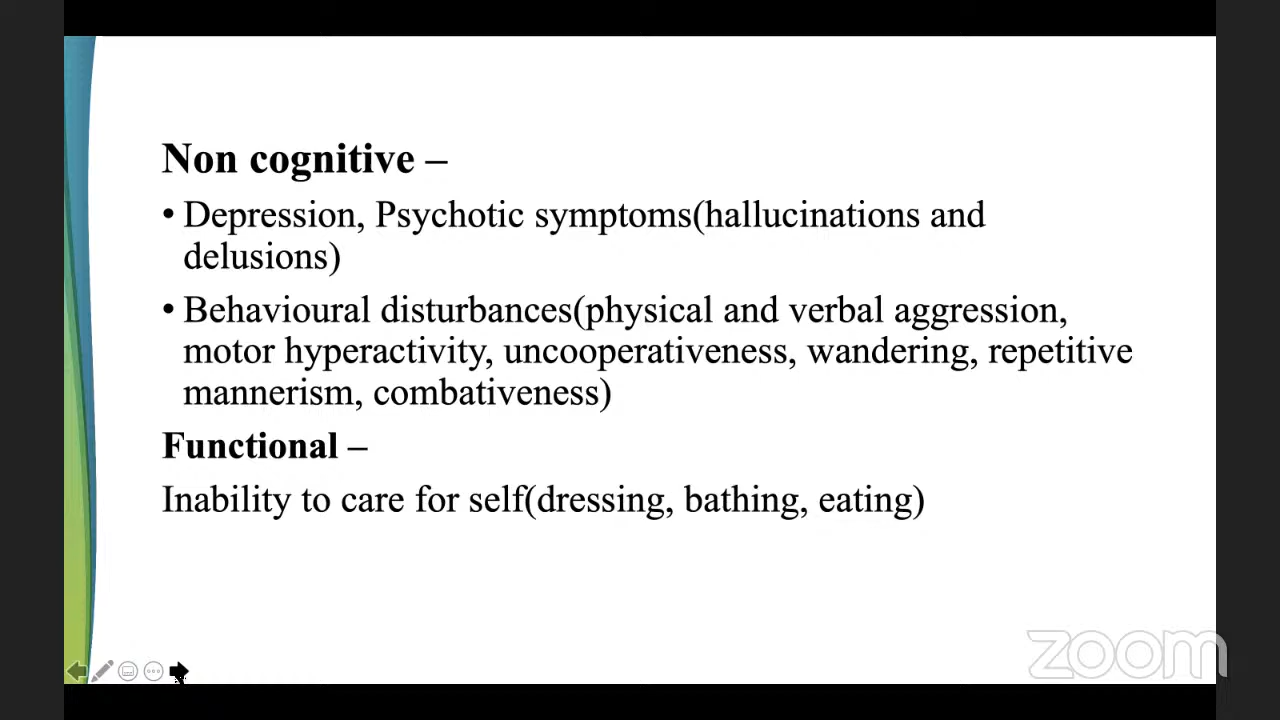 Non cognitive –
• Depression, Psychotic symptoms(hallucinations and
delusions)
• Behavioural disturbances(physical and verbal aggression,
motor hyperactivity, uncooperativeness, wandering, repetitive
mannerism, combativeness)
Functional –
Inability to care for self(dressing, bathing, eating)
zoom